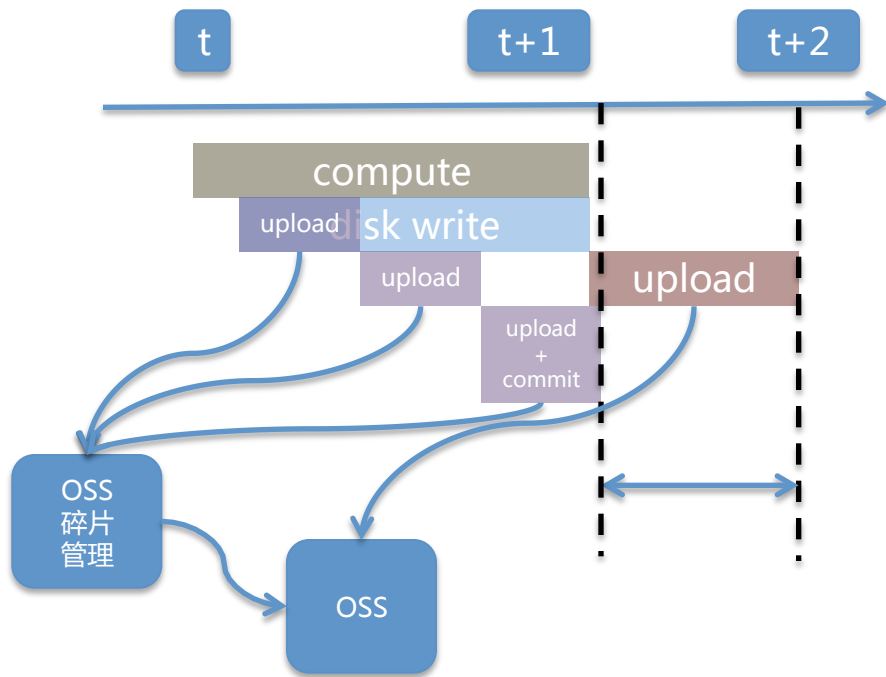 t
t+1
t+2
compute
upload
disk write
upload
upload
upload
+
commit
OSS
碎片
管理
OSS